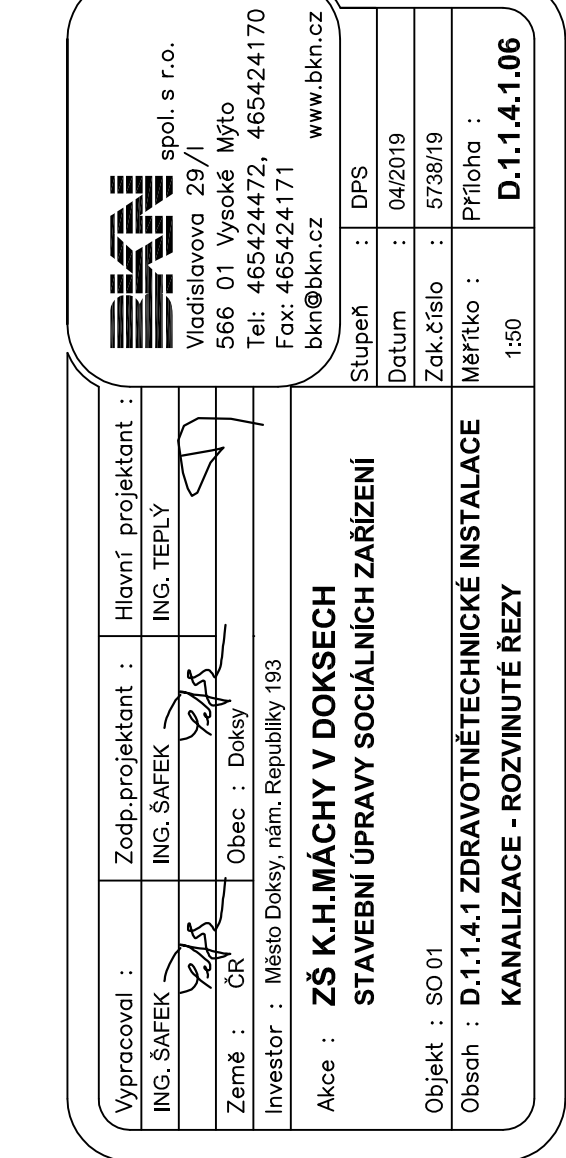 Vypracoval : Zodp.projektant : Hlavní projektant :
ING. ŠAFEK ING. ŠAFEK ING. TEPLÝ
Země : ČR Obec : Doksy
Investor : Město Doksy, nám. Republiky 193
BKN spol. s r.o.
Vladislavova 29/I
566 01 Vysoké Mýto
Tel: 465424472, 465424170
Fax: 465424171
bkn@bkn.cz www.bkn.cz
Akce : ZŠ K.H.MÁCHY V DOKSECH
STAVEBNÍ ÚPRAVY SOCIÁLNÍCH ZAŘÍZENÍ
Objekt : SO 01
Stupeň : DPS
Datum : 04/2019
Zak.číslo : 5738/19
Obsah : D.1.1.4.1 ZDRAVOTNĚTECHNICKÉ INSTALACE
KANALIZACE - ROZVINUTÉ ŘEZY
Měřítko : Příloha :
1:50 D.1.1.4.1.06